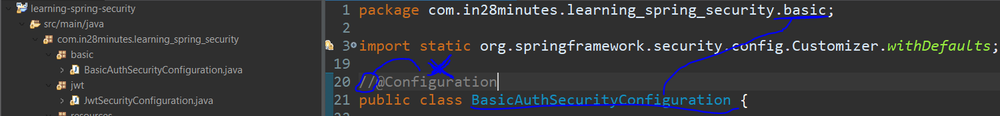 learning-spring-security
src/main/java
com.in28minutes.learning_spring_security
basic
BasicAuthSecurityConfiguration.java
jwt
JwtSecurityConfiguration.java
1 package com.in28minutes.learning_spring_security.basic;
2
3 import static org.springframework.security.config.Customizer.withDefaults;
19
20 //@Configuration
21 public class BasicAuthSecurityConfiguration {